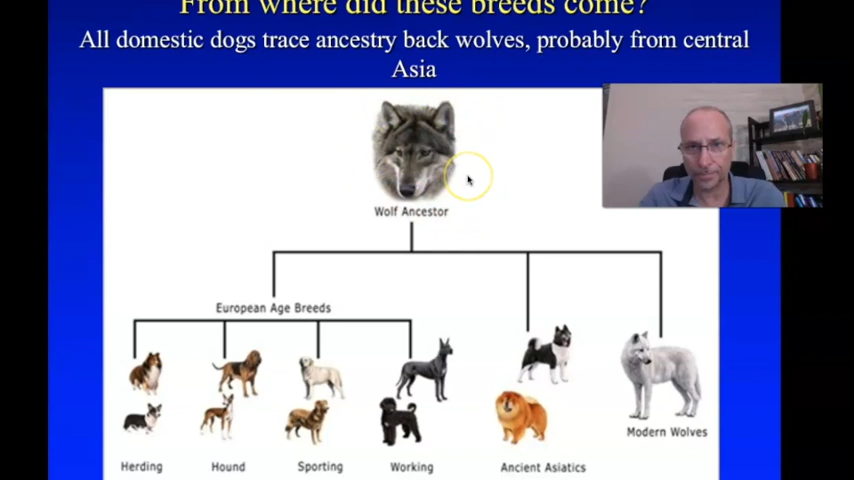 From where did these breeds come?
All domestic dogs trace ancestry back wolves, probably from central
Asia
Wolf Ancestor
European Age Breeds
Modern Wolves
Herding
Hound
Sporting
Working
Ancient Asiatics